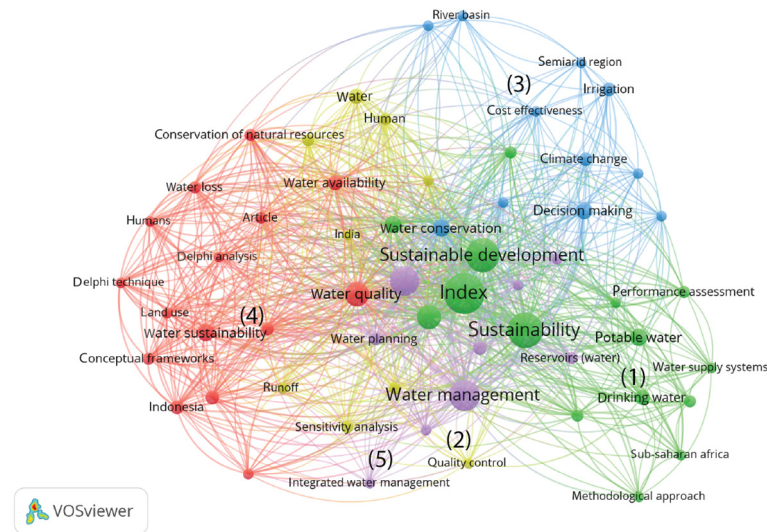 River basin
Semiarid region
(3)
Irrigation
Water
Cost effectiveness
Human
Conservation of natural resources
Climate change
Water availability
Water loss
Decision making
Humans
Article
Water conservation
India
Sustainable development
Delphi analysis
Delphi technique
Water quality
Index
Performance assessment
Land use
(4)
Water sustainability
Water planning
Sustainability
Potable water
Conceptual frameworks
Reservoirs (water)
Water supply systems
(1)
Runoff
Water management
Drinking water
Indonesia
Sensitivity analysis
(2)
(5)
Quality control
Sub-saharan africa
Integrated water management
Methodological approach
VOSviewer